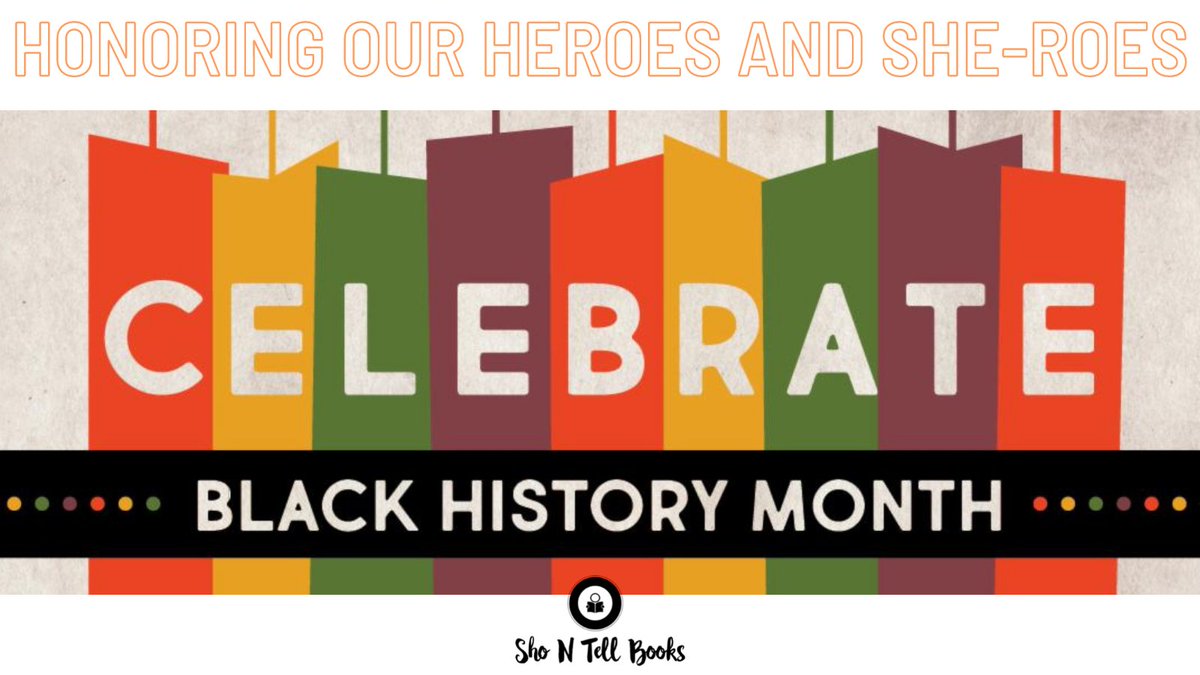 HONORING OUR HEROES AND SHE-ROES
CELEBRATE
BLACK HISTORY MONTH
Sho N Tell Books